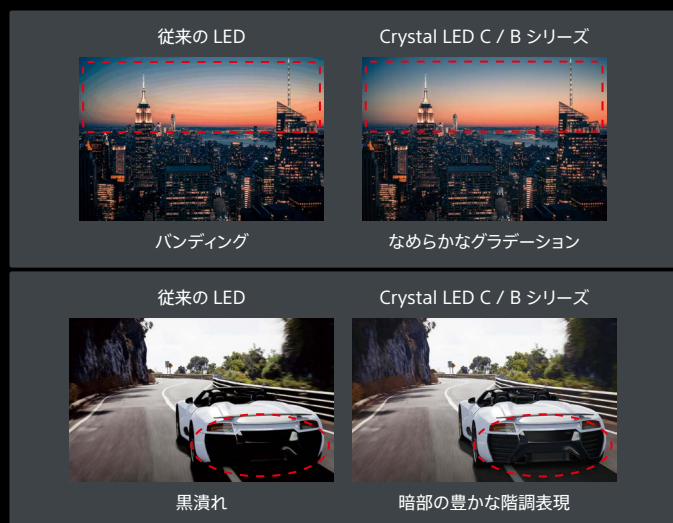 従来の LED
Crystal LED C / B シリーズ
バンディング
なめらかなグラデーション
従来の LED
Crystal LED C / B シリーズ
黒潰れ
暗部の豊かな階調表現